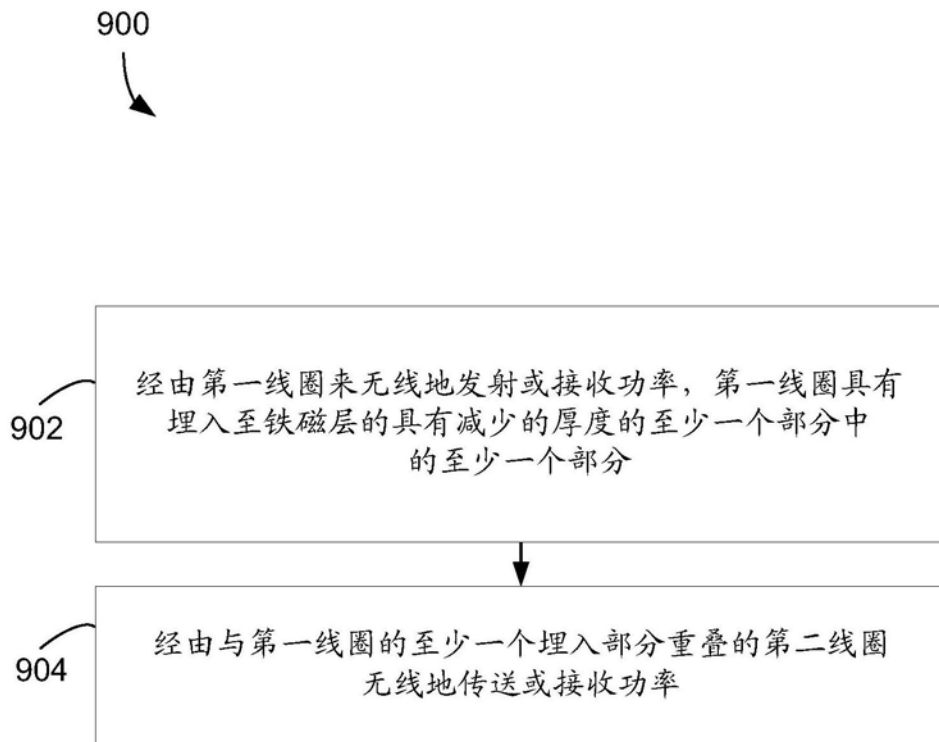 900
经由第一线圈来无线地发射或接收功率，第一线圈具有
埋入至铁磁层的具有减少的厚度的至少一个部分中
的至少一个部分
902
经由与第一线圈的至少一个埋入部分重叠的第二线圈
无线地传送或接收功率
904